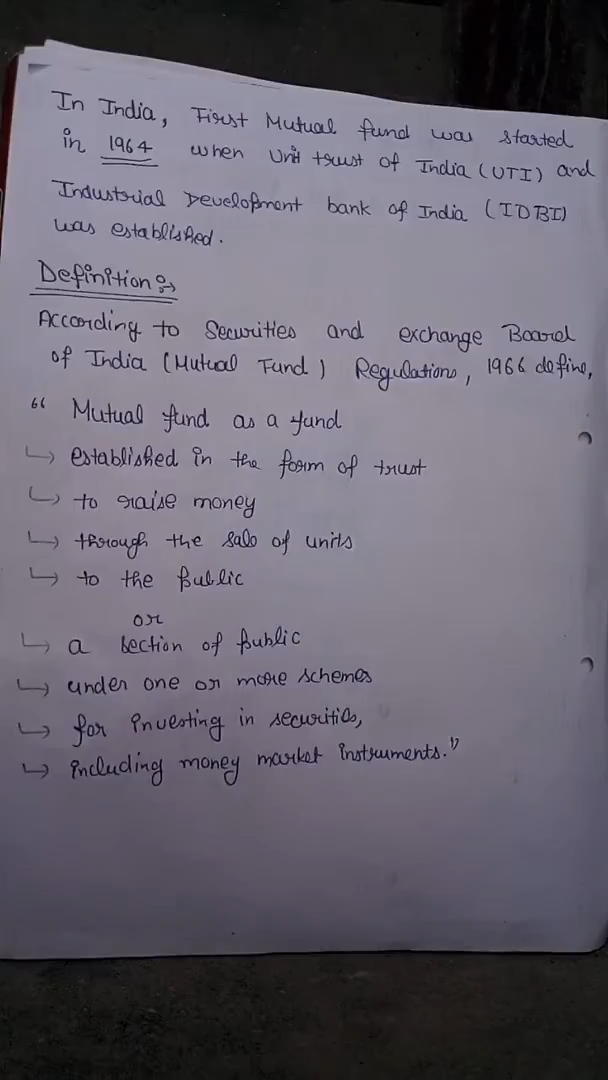 In India, First Mutual fund was started
in 1964 when Unit trust of India (UTI) and
Industrial Development bank of India (IDBI)
was established.
Definition :→
According to Securities and exchange Board
of India (Mutual Fund) Regulations, 1966 define,
“ Mutual fund as a fund
↳ established in the form of trust
↳ to raise money
↳ through the sale of units
↳ to the public
or
↳ a section of public
↳ under one or more schemes
↳ for investing in securities,
↳ including money market instruments.”